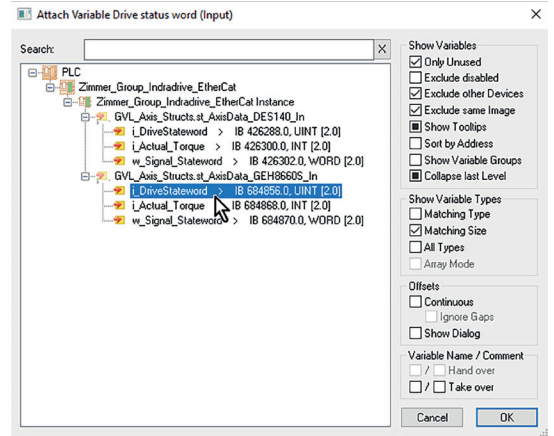 Attach Variable Drive status word (Input)
Search:
X
PLC
Zimmer_Group_Indradrive_EtherCat
Zimmer_Group_Indradrive_EtherCat Instance
GVL_Axis_Structs.st_AxisData_DES140_In
i_DriveStateword > IB 426288.0, UINT [2.0]
i_Actual_Torque > IB 426300.0, INT [2.0]
w_Signal_Stateword > IB 426302.0, WORD [2.0]
GVL_Axis_Structs.st_AxisData_GEH8660S_In
i_DriveStateword > IB 684856.0, UINT [2.0]
i_Actual_Torque IB 684868.0, INT [2.0]
w_Signal_Stateword > IB 684870.0, WORD [2.0]
Show Variables
Only Unused
Exclude disabled
Exclude other Devices
Exclude same Image
Show Tooltips
Sort by Address
Show Variable Groups
Collapse last Level
Show Variable Types
Matching Type
Matching Size
All Types
Array Mode
Offsets
Continuous
Ignore Gaps
Show Dialog
Variable Name / Comment
/ Hand over
/ Take over
Cancel OK